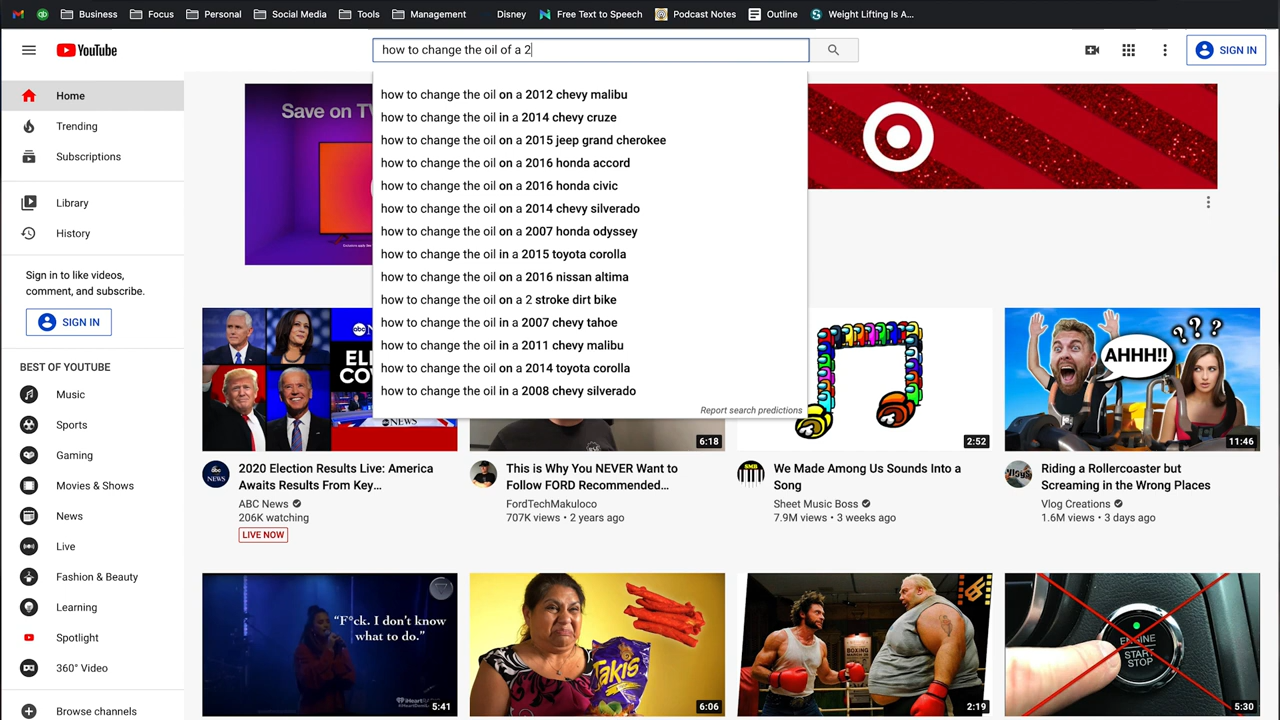 Business
Focus
Personal
Social Media
Tools
Management
Disney
Free Text to Speech
Podcast Notes
Outline
Weight Lifting Is A...
YouTube
how to change the oil of a 2
SIGN IN
Home
Trending
Subscriptions
Library
History
Sign in to like videos,
comment, and subscribe.
SIGN IN
BEST OF YOUTUBE
Music
Sports
Gaming
Movies & Shows
News
Live
Fashion & Beauty
Learning
Spotlight
360° Video
Browse channels
Save on TV
how to change the oil on a 2012 chevy malibu
how to change the oil in a 2014 chevy cruze
how to change the oil on a 2015 jeep grand cherokee
how to change the oil on a 2016 honda accord
how to change the oil on a 2016 honda civic
how to change the oil on a 2014 chevy silverado
how to change the oil on a 2007 honda odyssey
how to change the oil in a 2015 toyota corolla
how to change the oil on a 2016 nissan altima
how to change the oil on a 2 stroke dirt bike
how to change the oil in a 2007 chevy tahoe
how to change the oil in a 2011 chevy malibu
how to change the oil in a 2014 toyota corolla
how to change the oil in a 2008 chevy silverado
Report search predictions
abc N
ELE
COV
abc NEWS
6:18
2:52
AHHH!!
???
11:46
abc NEWS
2020 Election Results Live: America
Awaits Results From Key...
ABC News
206K watching
LIVE NOW
This is Why You NEVER Want to
Follow FORD Recommended...
FordTechMakuloco
707K views • 2 years ago
SMB
We Made Among Us Sounds Into a
Song
Sheet Music Boss
7.9M views • 3 weeks ago
Vlogs
Riding a Rollercoaster but
Screaming in the Wrong Places
Vlog Creations
1.6M views • 3 days ago
"F*ck. I don't know
what to do."
iHeartRADIO
5:41
Takis
6:06
2:19
ENGINE
START
STOP
5:30